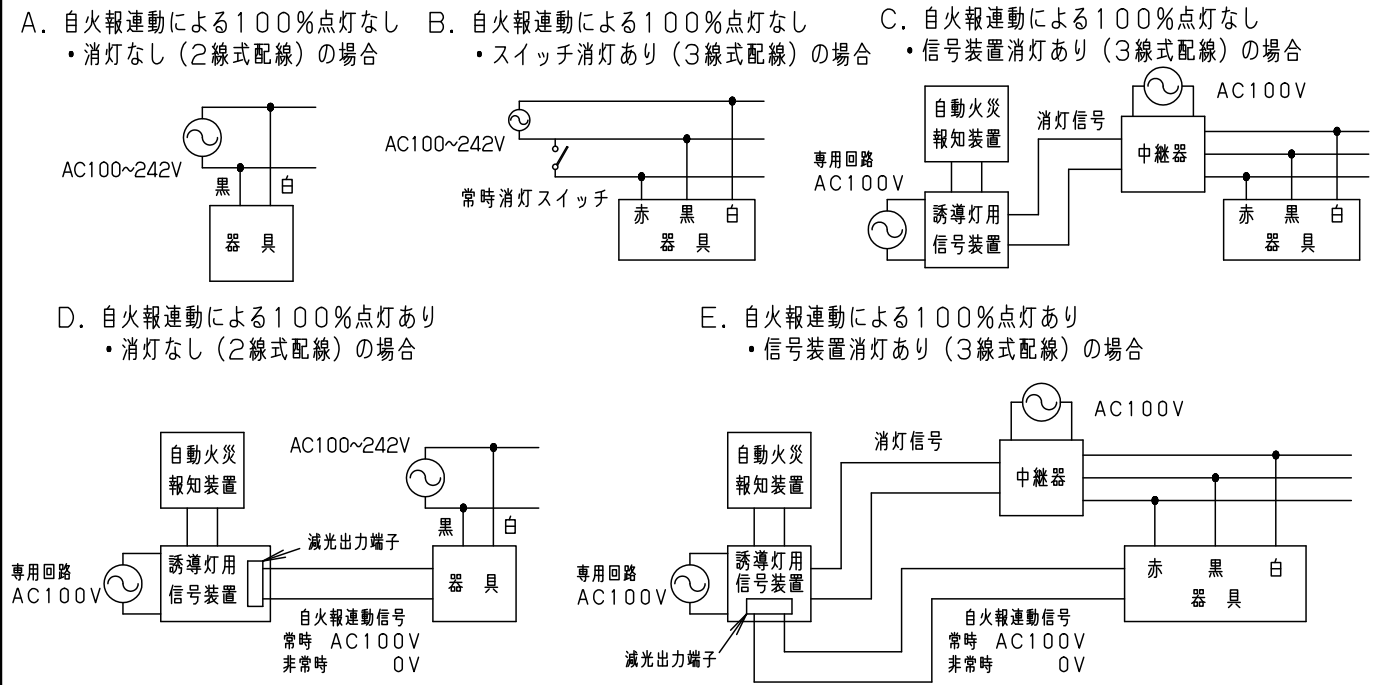 A. 自火報連動による100%点灯なし
・消灯なし（2線式配線）の場合
AC100~242V
黒
白
器 具
B. 自火報連動による100%点灯なし
・スイッチ消灯あり（3線式配線）の場合
AC100~242V
常時消灯スイッチ
赤 黒 白
器 具
C. 自火報連動による100%点灯なし
・信号装置消灯あり（3線式配線）の場合
自動火災
報知装置
消灯信号
AC100V
中継器
専用回路
AC100V
誘導灯用
信号装置
赤 黒 白
器 具
D. 自火報連動による100%点灯あり
・消灯なし（2線式配線）の場合
自動火災
報知装置
AC100~242V
黒
白
減光出力端子
誘導灯用
信号装置
専用回路
AC100V
器 具
自火報連動信号
常時 AC100V
非常時 0V
E. 自火報連動による100%点灯あり
・信号装置消灯あり（3線式配線）の場合
AC100V
消灯信号
自動火災
報知装置
中継器
誘導灯用
信号装置
専用回路
AC100V
赤 黒 白
器 具
減光出力端子
自火報連動信号
常時 AC100V
非常時 0V